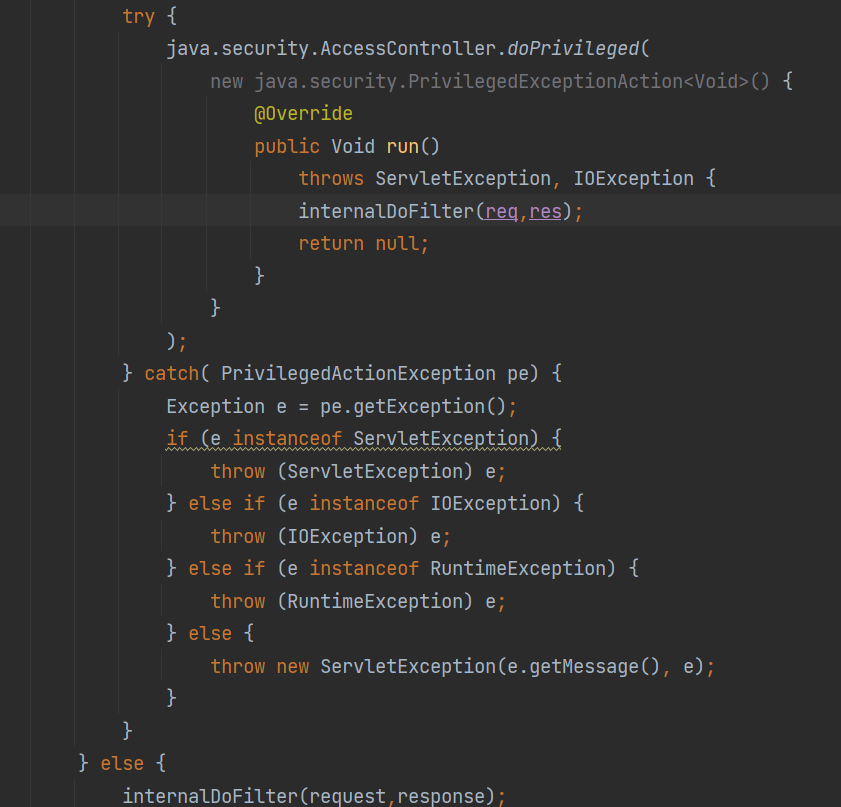 try {
java.security.AccessController.doPrivileged(
new java.security.PrivilegedExceptionAction<Void>() {
@Override
public Void run()
throws ServletException, IOException {
internalDoFilter(req,res);
return null;
}
}
);
} catch( PrivilegedActionException pe) {
Exception e = pe.getException();
if (e instanceof ServletException) {
throw (ServletException) e;
} else if (e instanceof IOException) {
throw (IOException) e;
} else if (e instanceof RuntimeException) {
throw (RuntimeException) e;
} else {
throw new ServletException(e.getMessage(), e);
}
}
} else {
internalDoFilter(request,response);